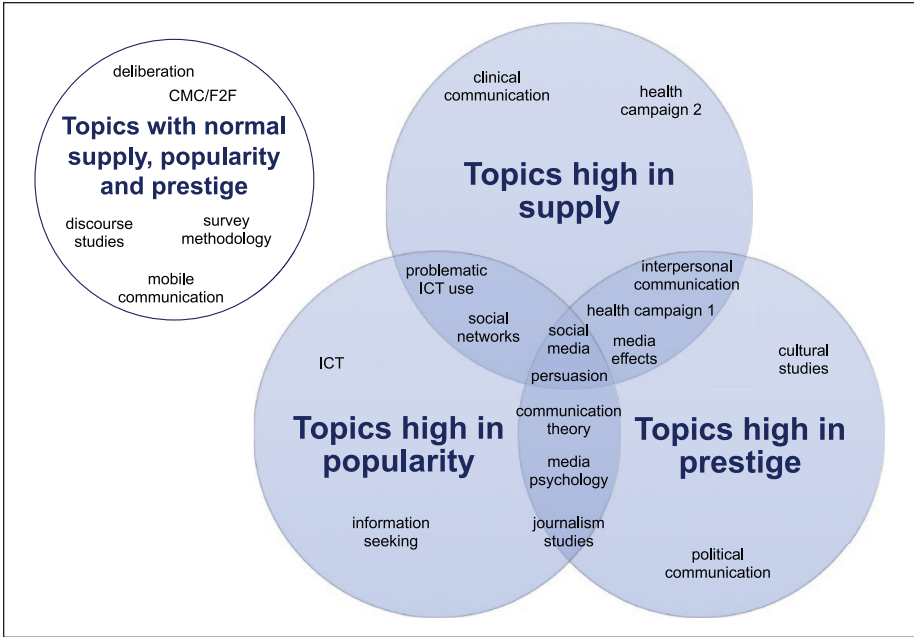 deliberation
CMC/F2F
Topics with normal
supply, popularity
and prestige
discourse
studies
survey
methodology
mobile
communication
clinical
communication
health
campaign 2
Topics high in
supply
problematic
ICT use
social
networks
interpersonal
communication
health campaign 1
social
media
media
effects
persuasion
ICT
cultural
studies
communication
theory
Topics high in
popularity
Topics high in
prestige
media
psychology
information
seeking
journalism
studies
political
communication